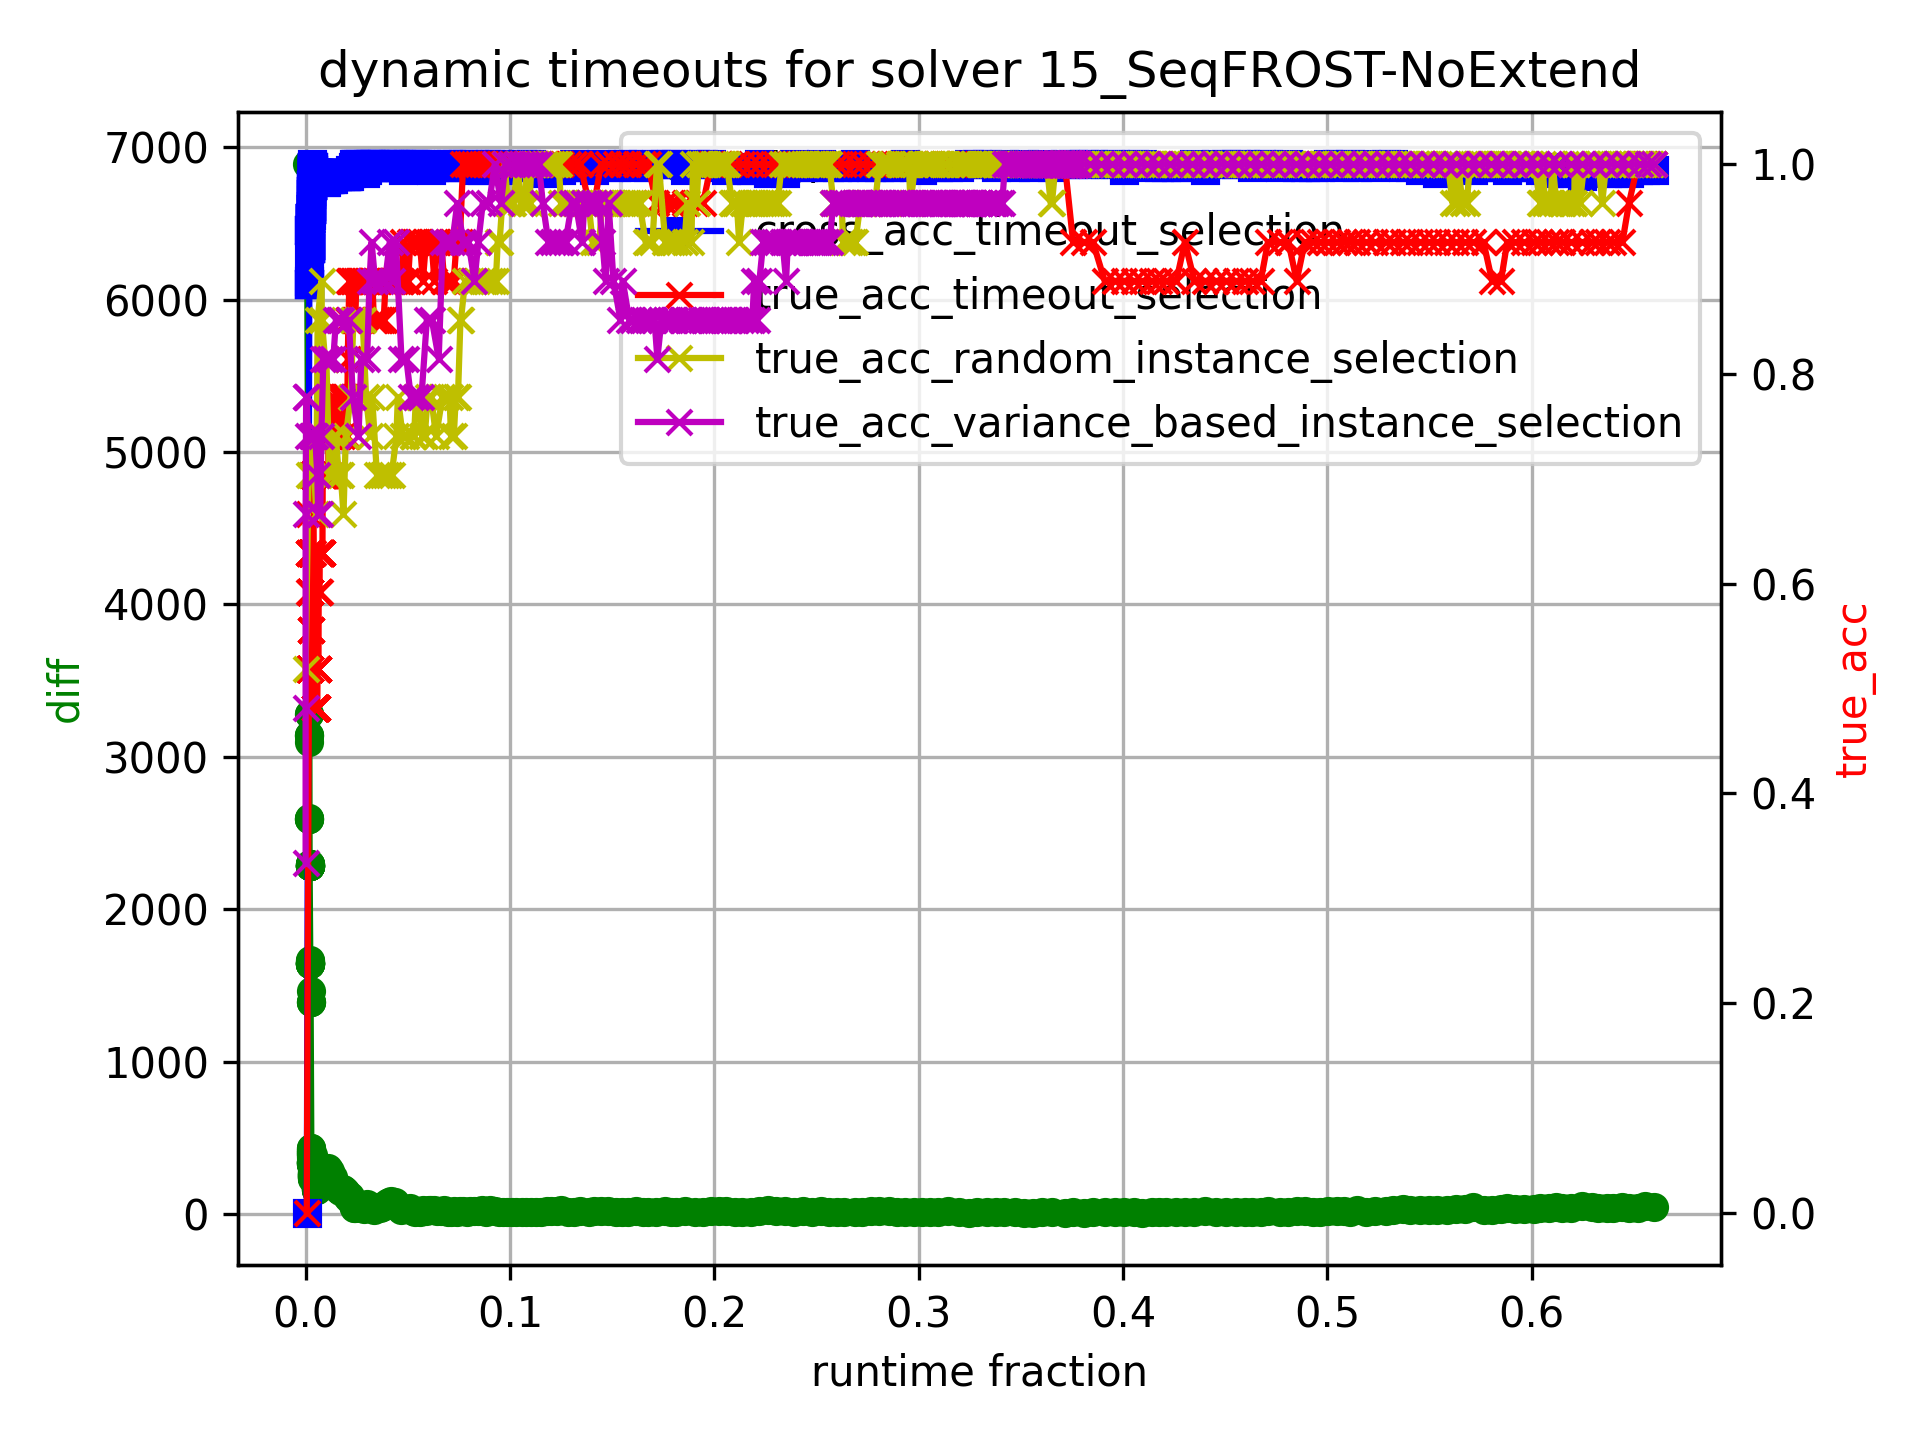 dynamic timeouts for solver 15_SeqFROST-NoExtend
7000
6000
5000
4000
3000
2000
1000
0
diff
cross_acc_timeout_selection
true_acc_timeout_selection
true_acc_random_instance_selection
true_acc_variance_based_instance_selection
1.0
0.8
0.6
0.4
0.2
0.0
true_acc
0.0 0.1 0.2 0.3 0.4 0.5 0.6
runtime fraction